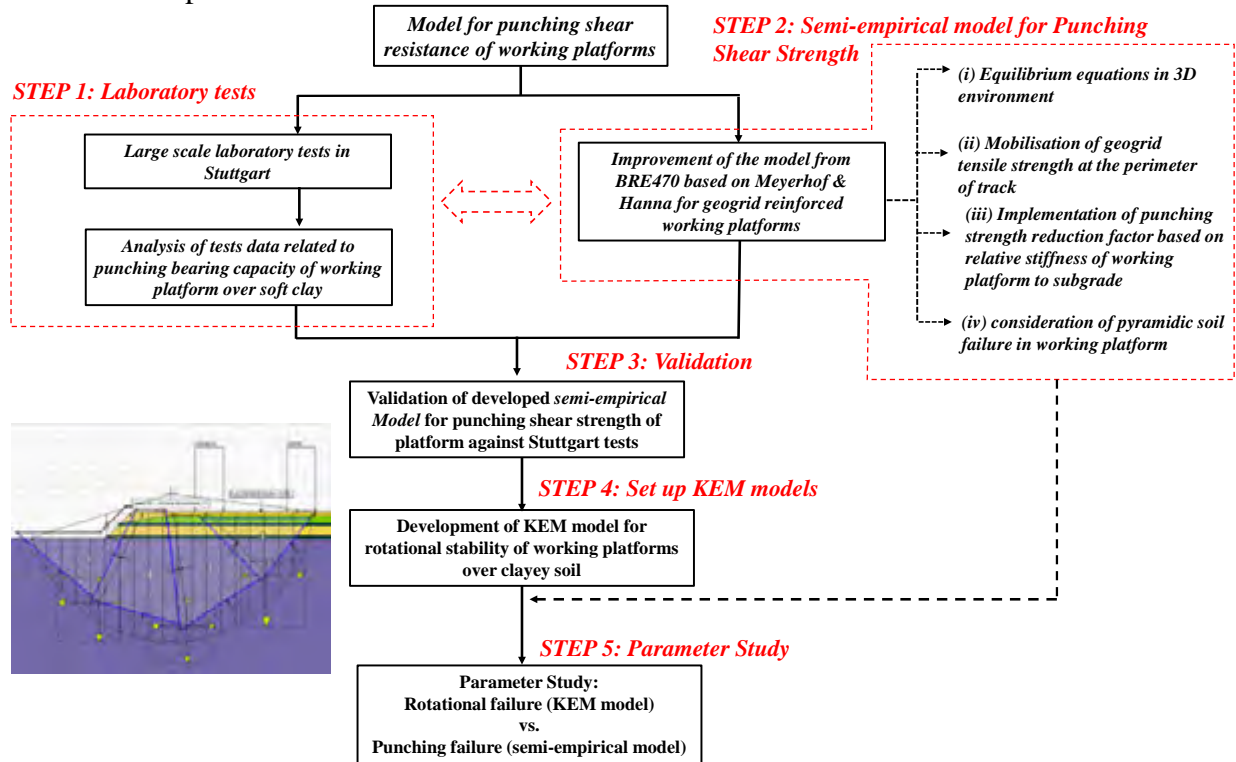 Model for punching shear
resistance of working platforms
STEP 2: Semi-empirical model for Punching
Shear Strength
STEP 1: Laboratory tests
Large scale laboratory tests in
Stuttgart
Analysis of tests data related to
punching bearing capacity of working
platform over soft clay
Improvement of the model from
BRE470 based on Meyerhof &
Hanna for geogrid reinforced
working platforms
(i) Equilibrium equations in 3D
environment
(ii) Mobilisation of geogrid
tensile strength at the perimeter
of track
(iii) Implementation of punching
strength reduction factor based on
relative stiffness of working
platform to subgrade
(iv) consideration of pyramidic soil
failure in working platform
STEP 3: Validation
Validation of developed semi-empirical
Model for punching shear strength of
platform against Stuttgart tests
STEP 4: Set up KEM models
Development of KEM model for
rotational stability of working platforms
over clayey soil
STEP 5: Parameter Study
Parameter Study:
Rotational failure (KEM model)
vs.
Punching failure (semi-empirical model)